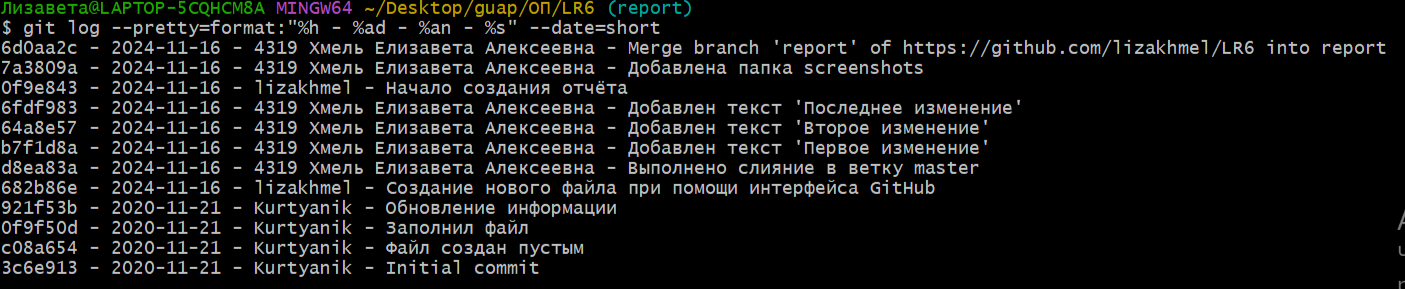 Лизавета@LAPTOP-5CQHCM8A MINGW64 ~/Desktop/guap/ОП/LR6 (report)
$ git log --pretty=format:"%h - %ad - %an - %s" --date=short
6d0aa2c - 2024-11-16 - 4319 Хмель Елизавета Алексеевна - Merge branch 'report' of https://github.com/lizakhmel/LR6 into report
7a3809a - 2024-11-16 - 4319 Хмель Елизавета Алексеевна - Добавлена папка screenshots
0f9e843 - 2024-11-16 - lizakhmel - Начало создания отчёта
6fdf983 - 2024-11-16 - 4319 Хмель Елизавета Алексеевна - Добавлен текст 'Последнее изменение'
64a8e57 - 2024-11-16 - 4319 Хмель Елизавета Алексеевна - Добавлен текст 'Второе изменение'
b7f1d8a - 2024-11-16 - 4319 Хмель Елизавета Алексеевна - Добавлен текст 'Первое изменение'
d8ea83a - 2024-11-16 - 4319 Хмель Елизавета Алексеевна - Выполнено слияние в ветку master
682b86e - 2024-11-16 - lizakhmel - Создание нового файла при помощи интерфейса GitHub
921f53b - 2020-11-21 - Kurtyanik - Обновление информации
0f9f50d - 2020-11-21 - Kurtyanik - Заполнил файл
c08a654 - 2020-11-21 - Kurtyanik - Файл создан пустым
3c6e913 - 2020-11-21 - Kurtyanik - Initial commit